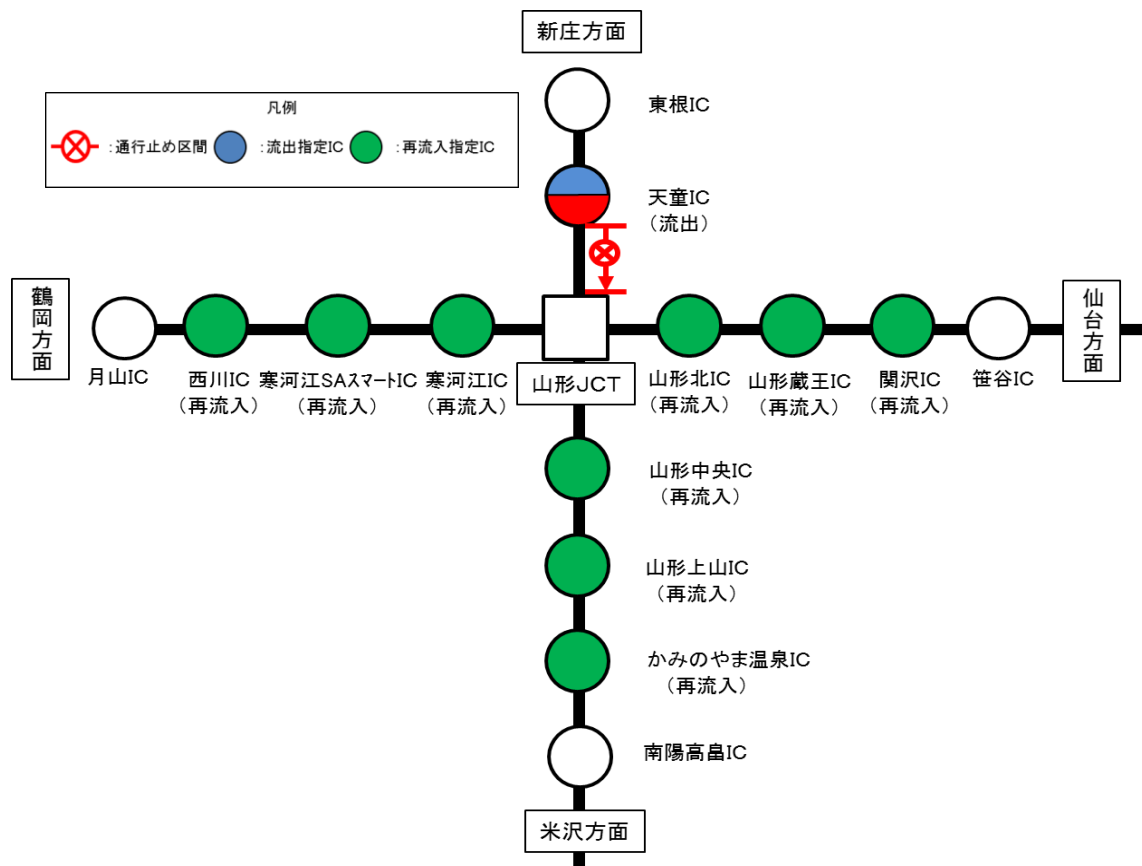 新庄方面
東根IC
凡例
:通行止め区間
:流出指定IC
:再流入指定IC
天童IC
(流出)
鶴岡方面
仙台方面
月山IC
西川IC
(再流入)
寒河江SAスマートIC
(再流入)
寒河江IC
(再流入)
山形JCT
山形北IC
(再流入)
山形蔵王IC
(再流入)
関沢IC
(再流入)
笹谷IC
山形中央IC
(再流入)
山形上山IC
(再流入)
かみのやま温泉IC
(再流入)
南陽高畠IC
米沢方面